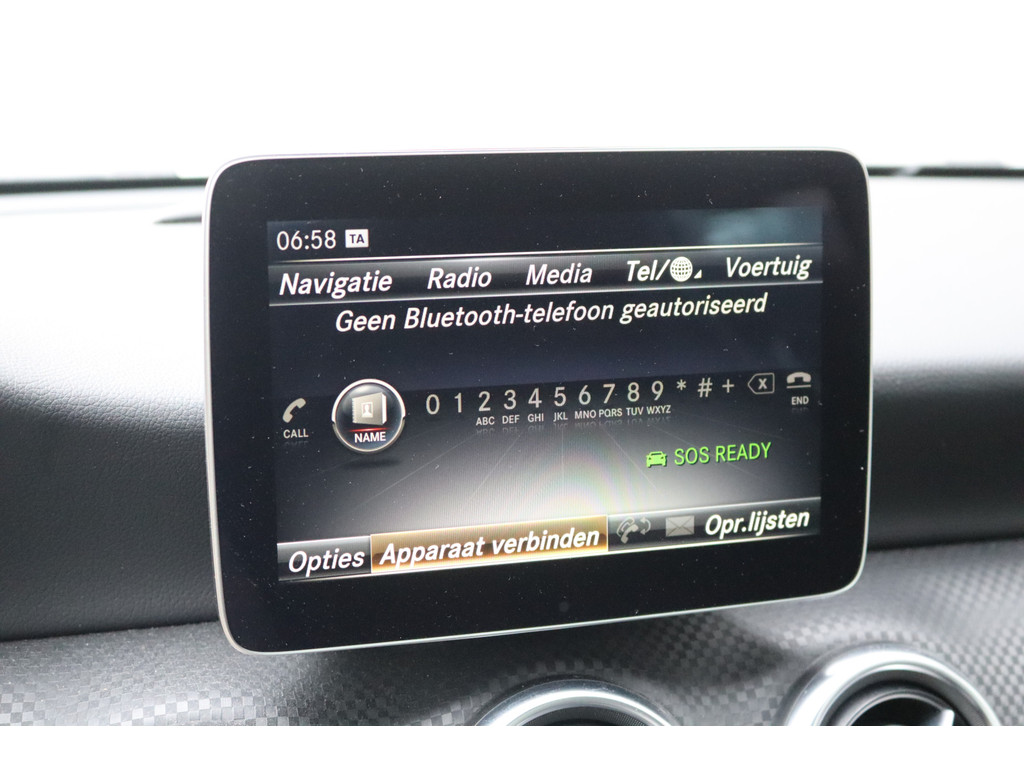 06:58 TA
Navigatie Radio Media Tel/ Voertuig
Geen Bluetooth-telefoon geautoriseerd
CALL NAME 0 1 2 3 4 5 6 7 8 9 * # + X END
ABC DEF GHI JKL MNO PQRS TUV WXYZ
SOS READY
Opties Apparaat verbinden Opr.lijsten